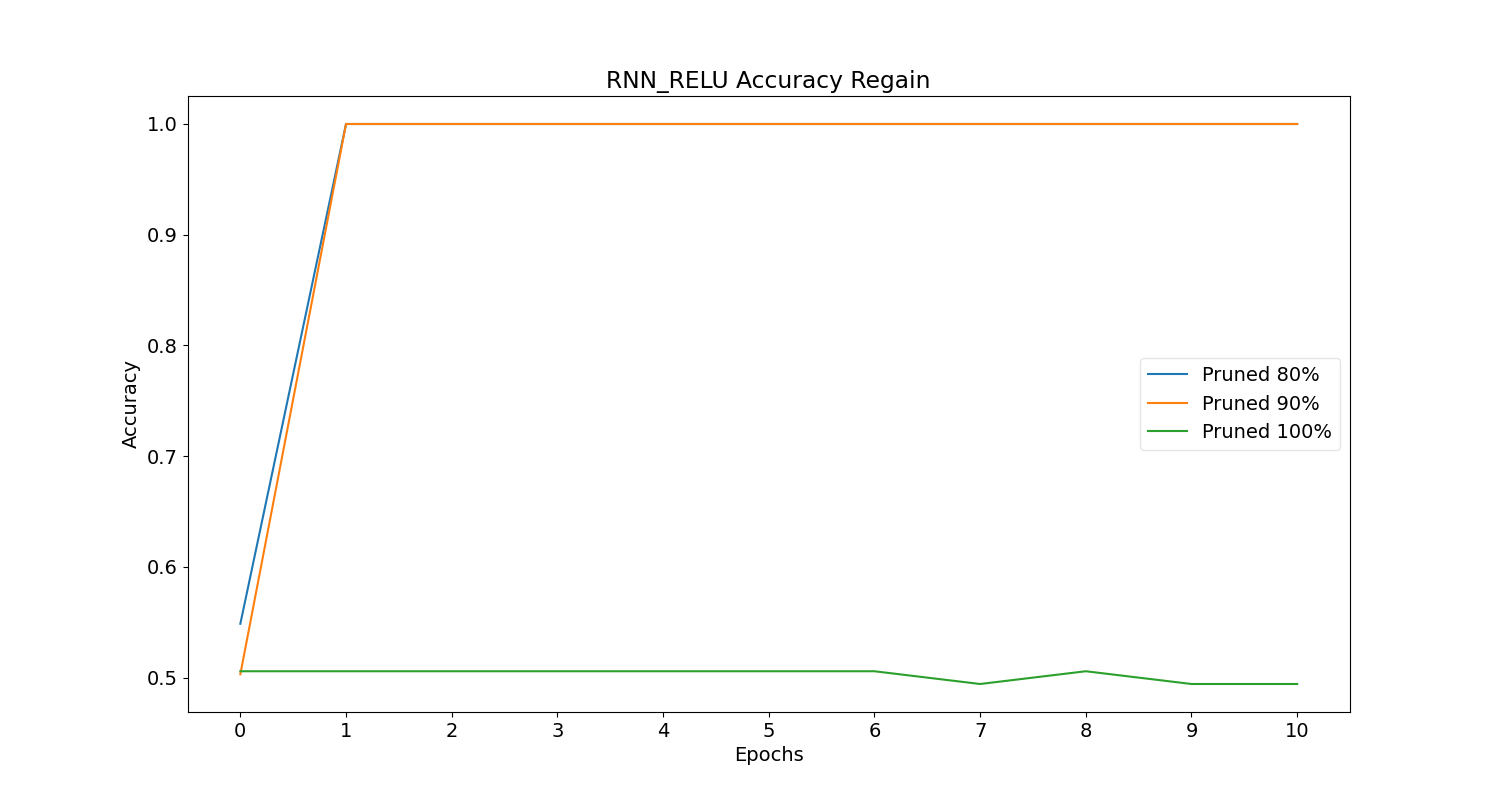 RNN_RELU Accuracy Regain
1.0
0.9
0.8
0.7
0.6
0.5
Accuracy
Pruned 80%
Pruned 90%
Pruned 100%
0 1 2 3 4 5 6 7 8 9 10
Epochs